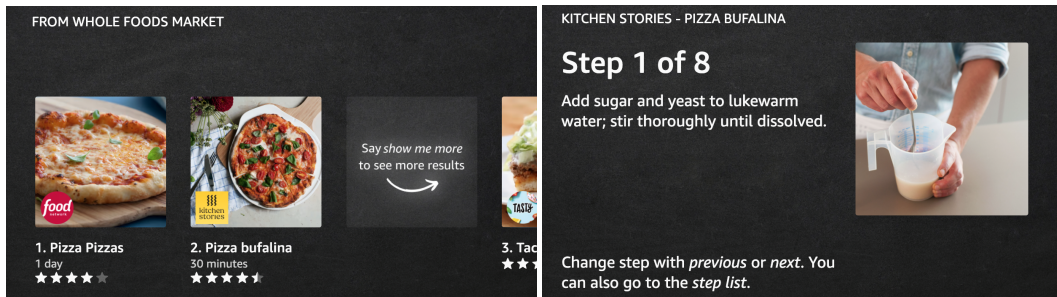 FROM WHOLE FOODS MARKET
food
network
kitchen
stories
Say show me more
to see more results
TASTY
1. Pizza Pizzas
1 day
2. Pizza bufalina
30 minutes
3. Tac
KITCHEN STORIES - PIZZA BUFALINA
Step 1 of 8
Add sugar and yeast to lukewarm
water; stir thoroughly until dissolved.
Change step with previous or next. You
can also go to the step list.